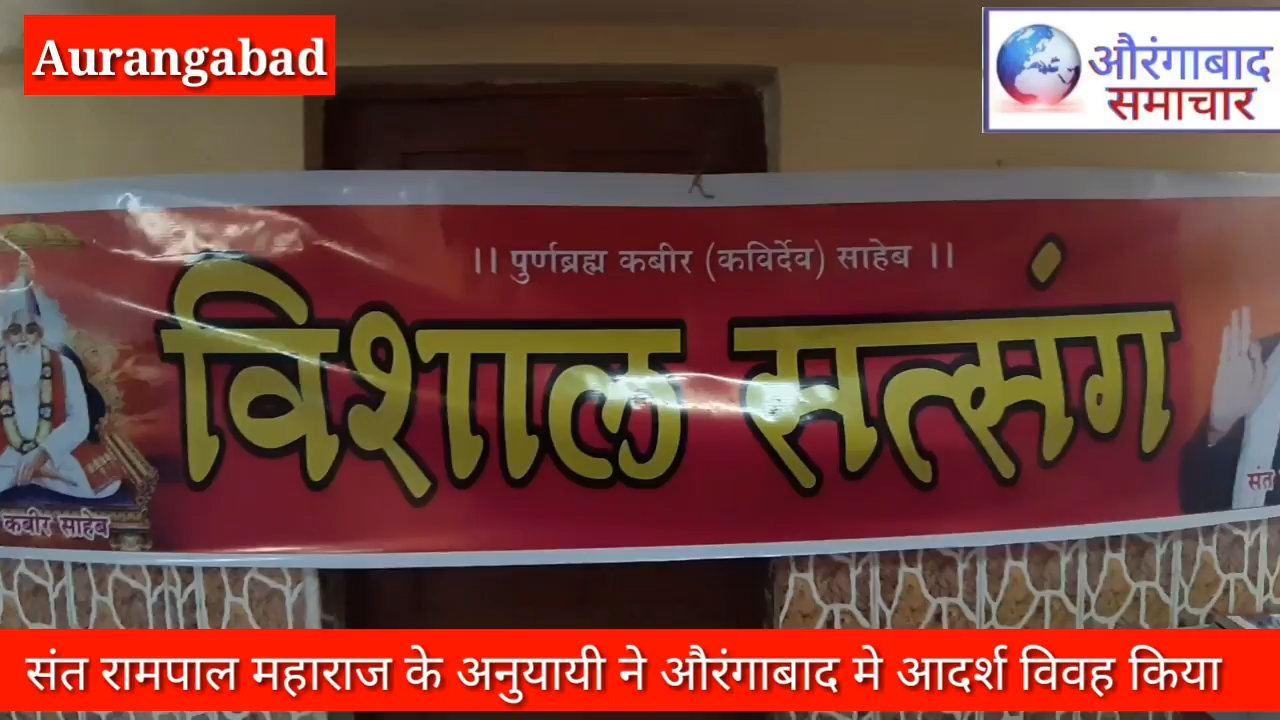 Aurangabad
औरंगाबाद
समाचार
।। पुर्णब्रह्म कबीर (कविर्देव) साहेब ।।
विशाल सत्संग
कबीर साहेब
संत
संत रामपाल महाराज के अनुयायी ने औरंगाबाद मे आदर्श विवह किया